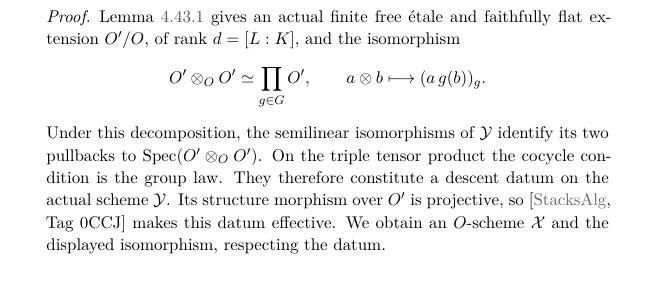 Proof. Lemma 4.43.1 gives an actual finite free étale and faithfully flat ex-
tension O′/O, of rank d = [L : K], and the isomorphism
O′ ⊗_O O′ ≃ ∏_{g∈G} O′,    a ⊗ b ⟼ (a g(b))_g.
Under this decomposition, the semilinear isomorphisms of 𝒴 identify its two
pullbacks to Spec(O′ ⊗_O O′). On the triple tensor product the cocycle con-
dition is the group law. They therefore constitute a descent datum on the
actual scheme 𝒴. Its structure morphism over O′ is projective, so [StacksAlg,
Tag 0CCJ] makes this datum effective. We obtain an O-scheme 𝒳 and the
displayed isomorphism, respecting the datum.